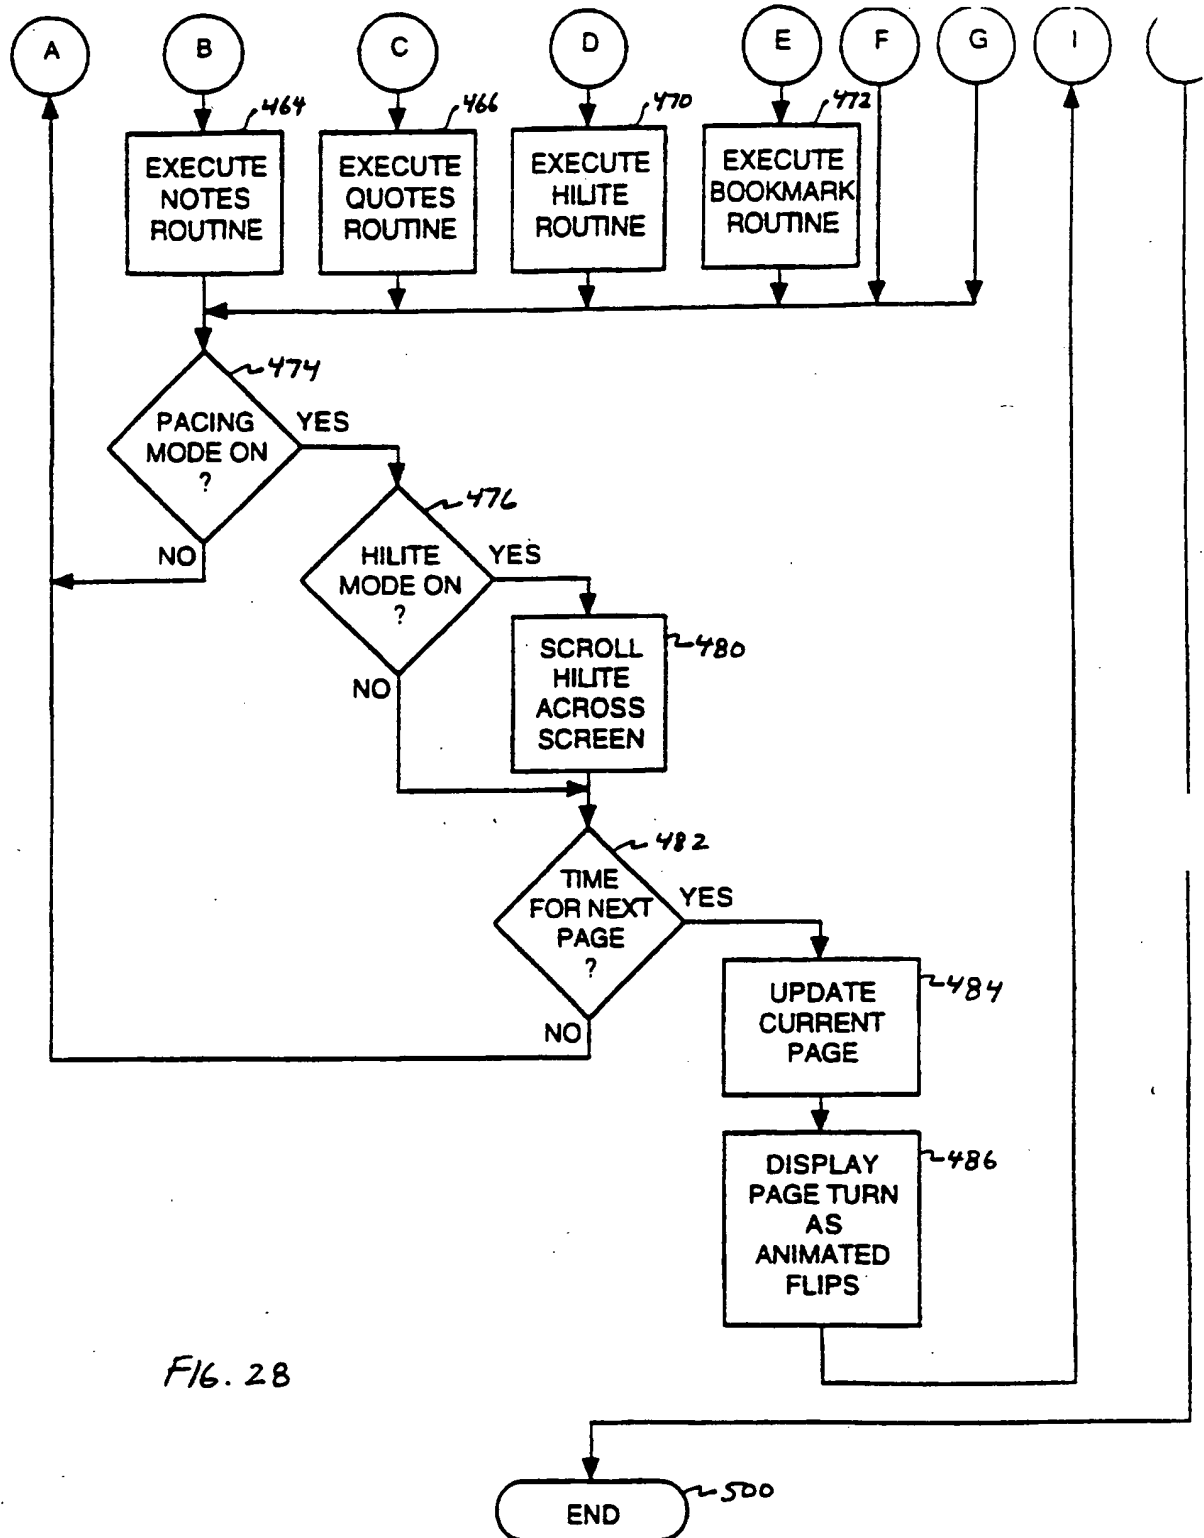 A
B
C
D
E
F
G
I
464
466
470
472
EXECUTE
NOTES
ROUTINE
EXECUTE
QUOTES
ROUTINE
EXECUTE
HILITE
ROUTINE
EXECUTE
BOOKMARK
ROUTINE
474
PACING
MODE ON
?
YES
NO
476
HILITE
MODE ON
?
YES
NO
480
SCROLL
HILITE
ACROSS
SCREEN
482
TIME
FOR NEXT
PAGE
?
YES
NO
484
UPDATE
CURRENT
PAGE
486
DISPLAY
PAGE TURN
AS
ANIMATED
FLIPS
FIG. 28
500
END